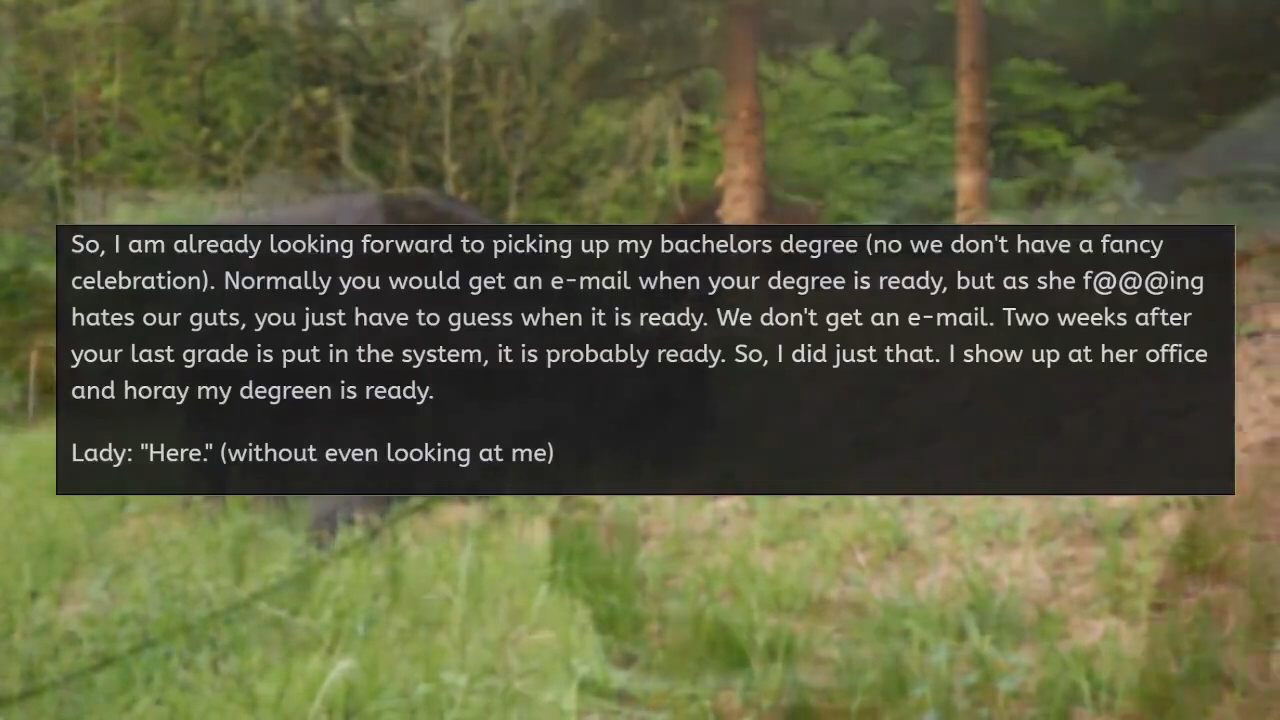 So, I am already looking forward to picking up my bachelors degree (no we don't have a fancy
celebration). Normally you would get an e-mail when your degree is ready, but as she f@@@ing
hates our guts, you just have to guess when it is ready. We don't get an e-mail. Two weeks after
your last grade is put in the system, it is probably ready. So, I did just that. I show up at her office
and horay my degreen is ready.
Lady: "Here." (without even looking at me)